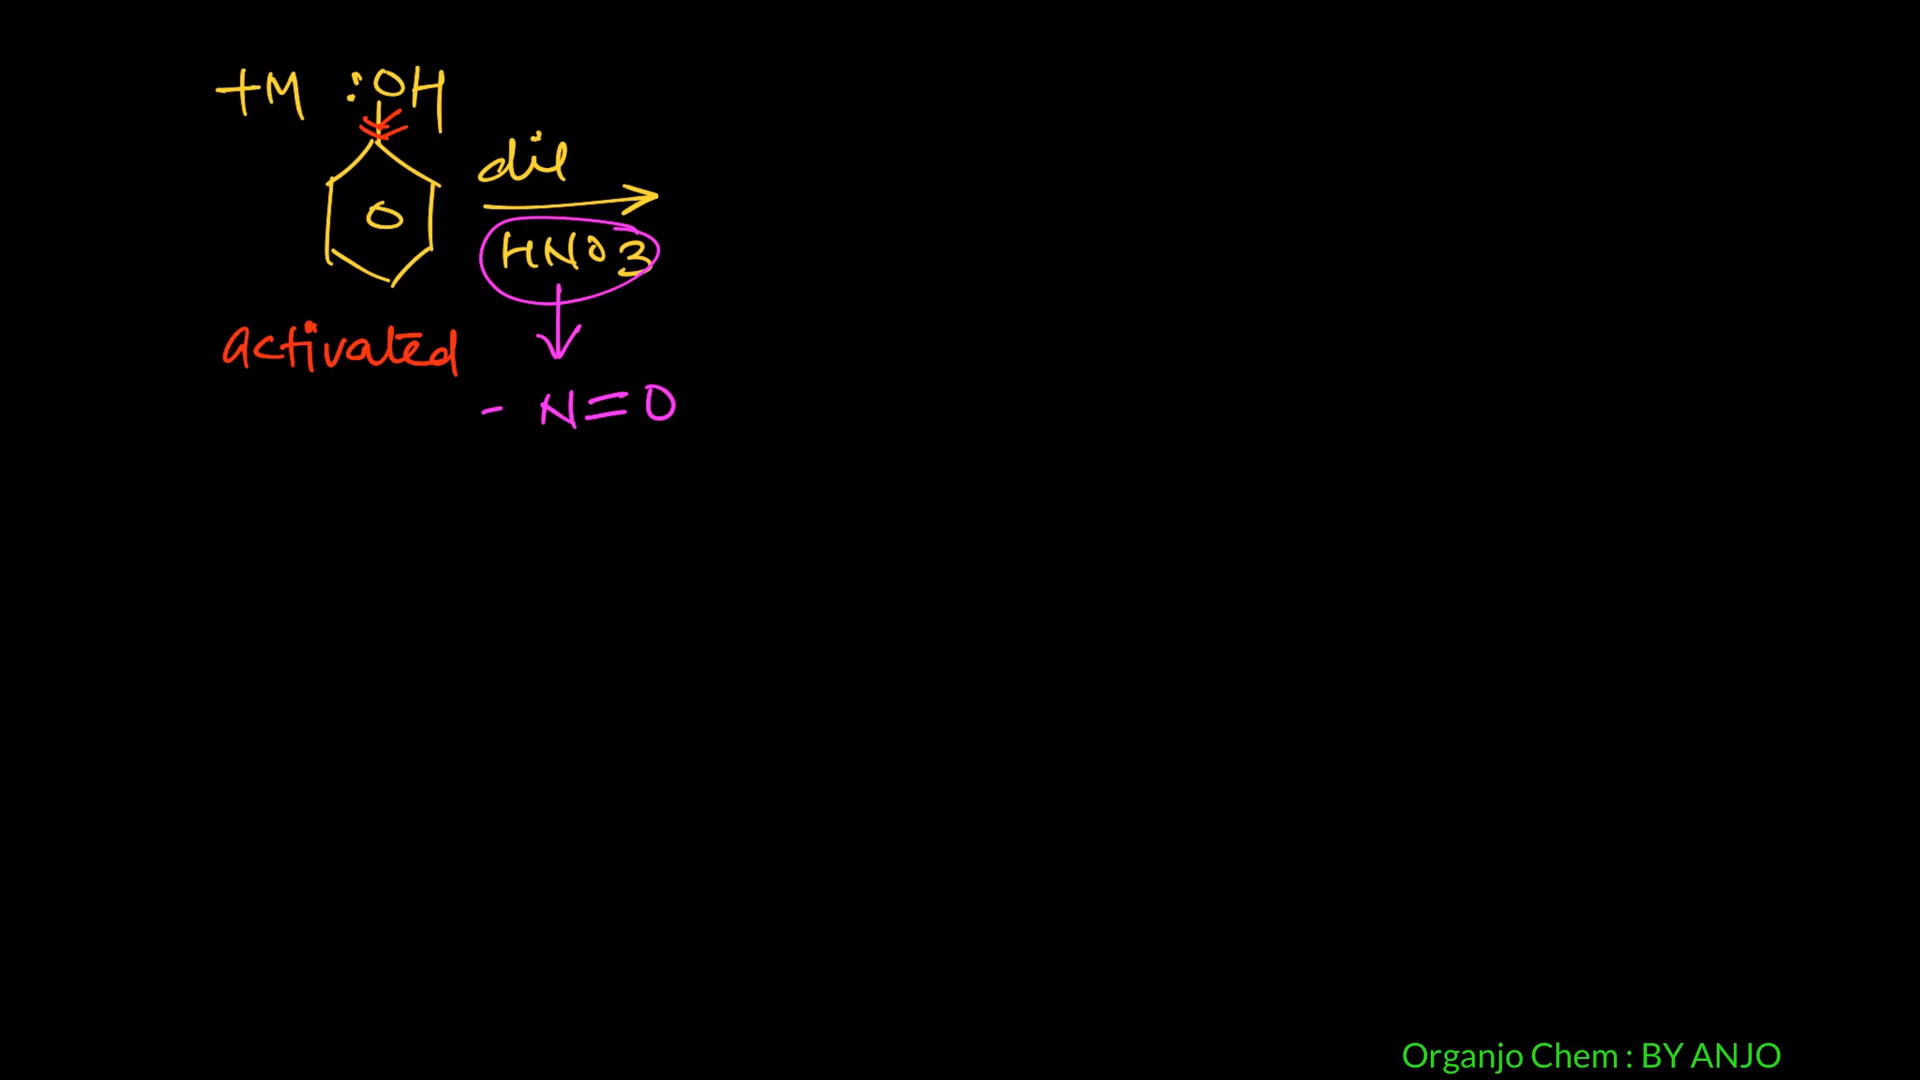 +M :OH
dil
HNO3
activated
- N=O
Organjo Chem : BY ANJO